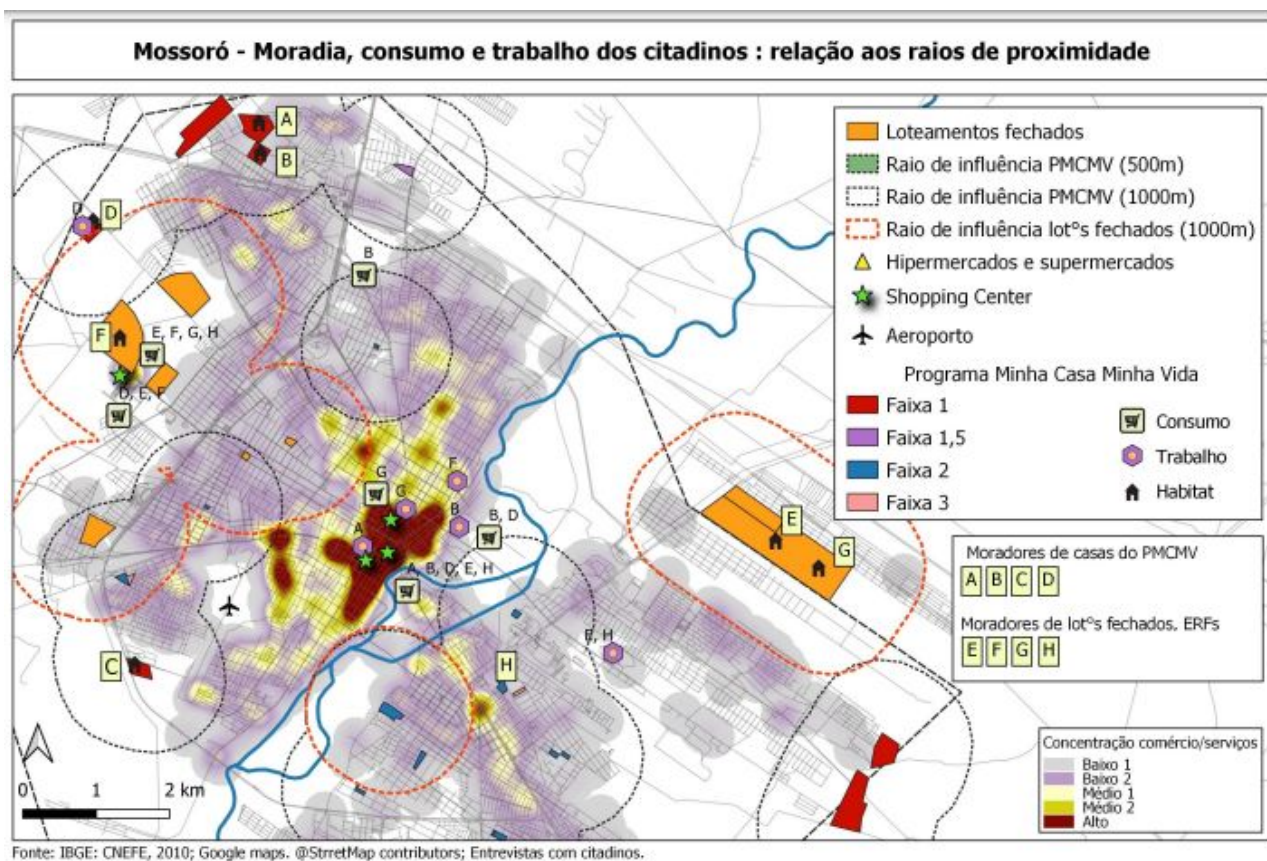 Mossoró - Moradia, consumo e trabalho dos citadinos : relação aos raios de proximidade
A
B
D
D
B
F
E, F, G, H
D, E, F
G
G
F
B
B, D
A
A, B, D, E, H
C
H
E, H
E
G
Loteamentos fechados
Raio de influência PMCMV (500m)
Raio de influência PMCMV (1000m)
Raio de influência lotºs fechados (1000m)
Hipermercados e supermercados
Shopping Center
Aeroporto
Programa Minha Casa Minha Vida
Faixa 1
Faixa 1,5
Faixa 2
Faixa 3
Consumo
Trabalho
Habitat
Moradores de casas do PMCMV
A B C D
Moradores de lotºs fechados, ERFs
E F G H
Concentração comércio/serviços
Baixo 1
Baixo 2
Médio 1
Médio 2
Alto
0 1 2 km
Fonte: IBGE: CNEFE, 2010; Google maps. @StrretMap contributors; Entrevistas com citadinos.